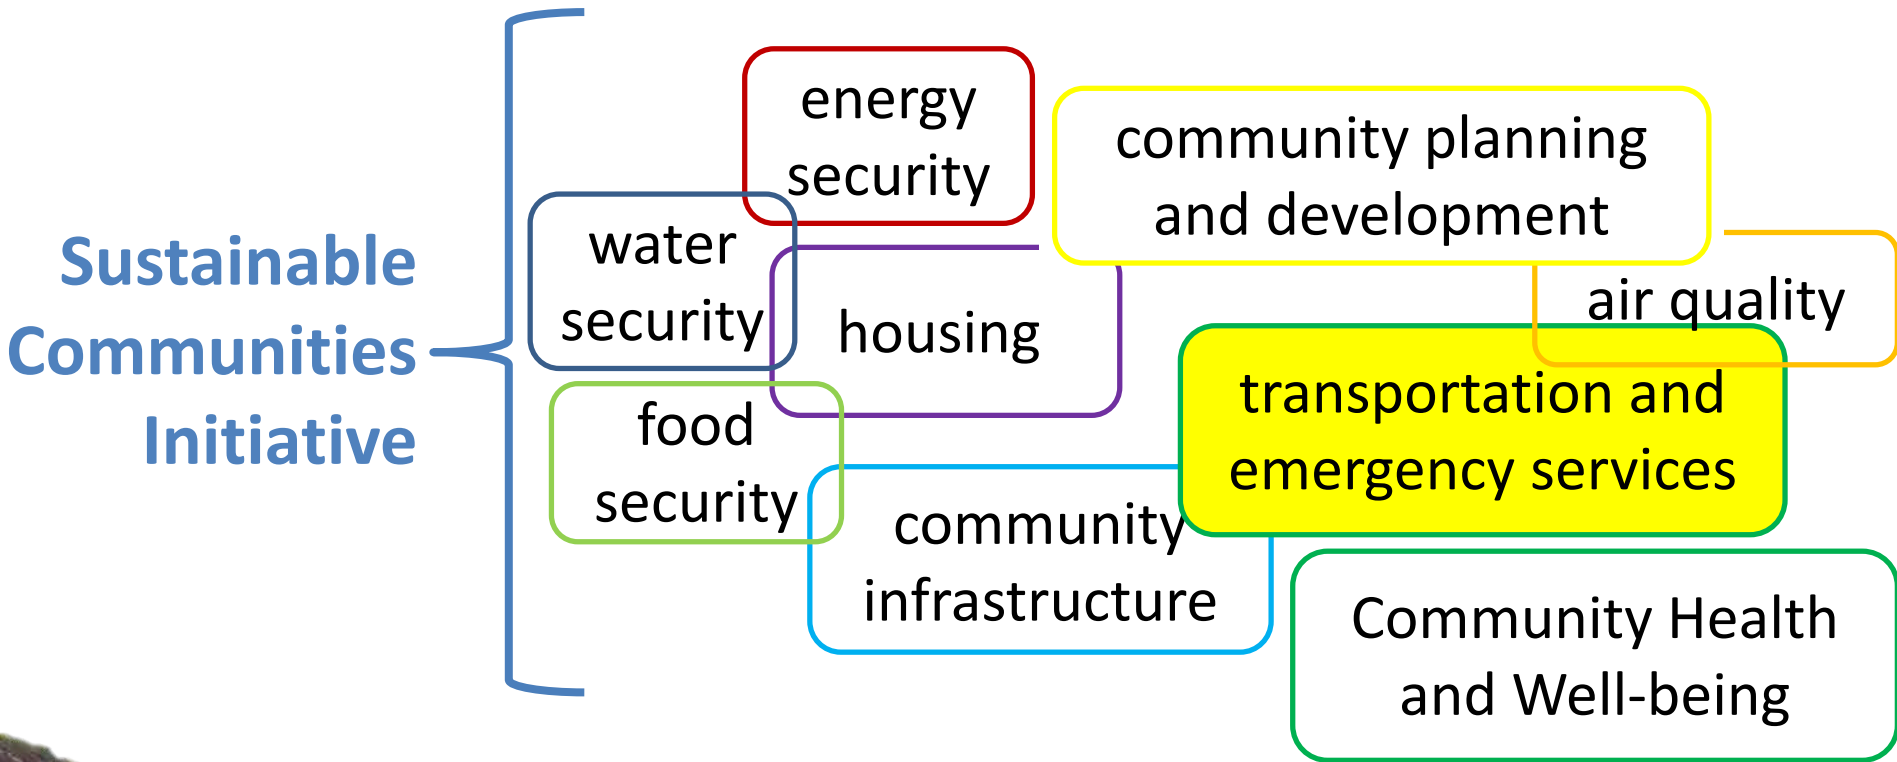 Sustainable
Communities
Initiative
energy
security
community planning
and development
water
security
housing
air quality
food
security
transportation and
emergency services
community
infrastructure
Community Health
and Well-being